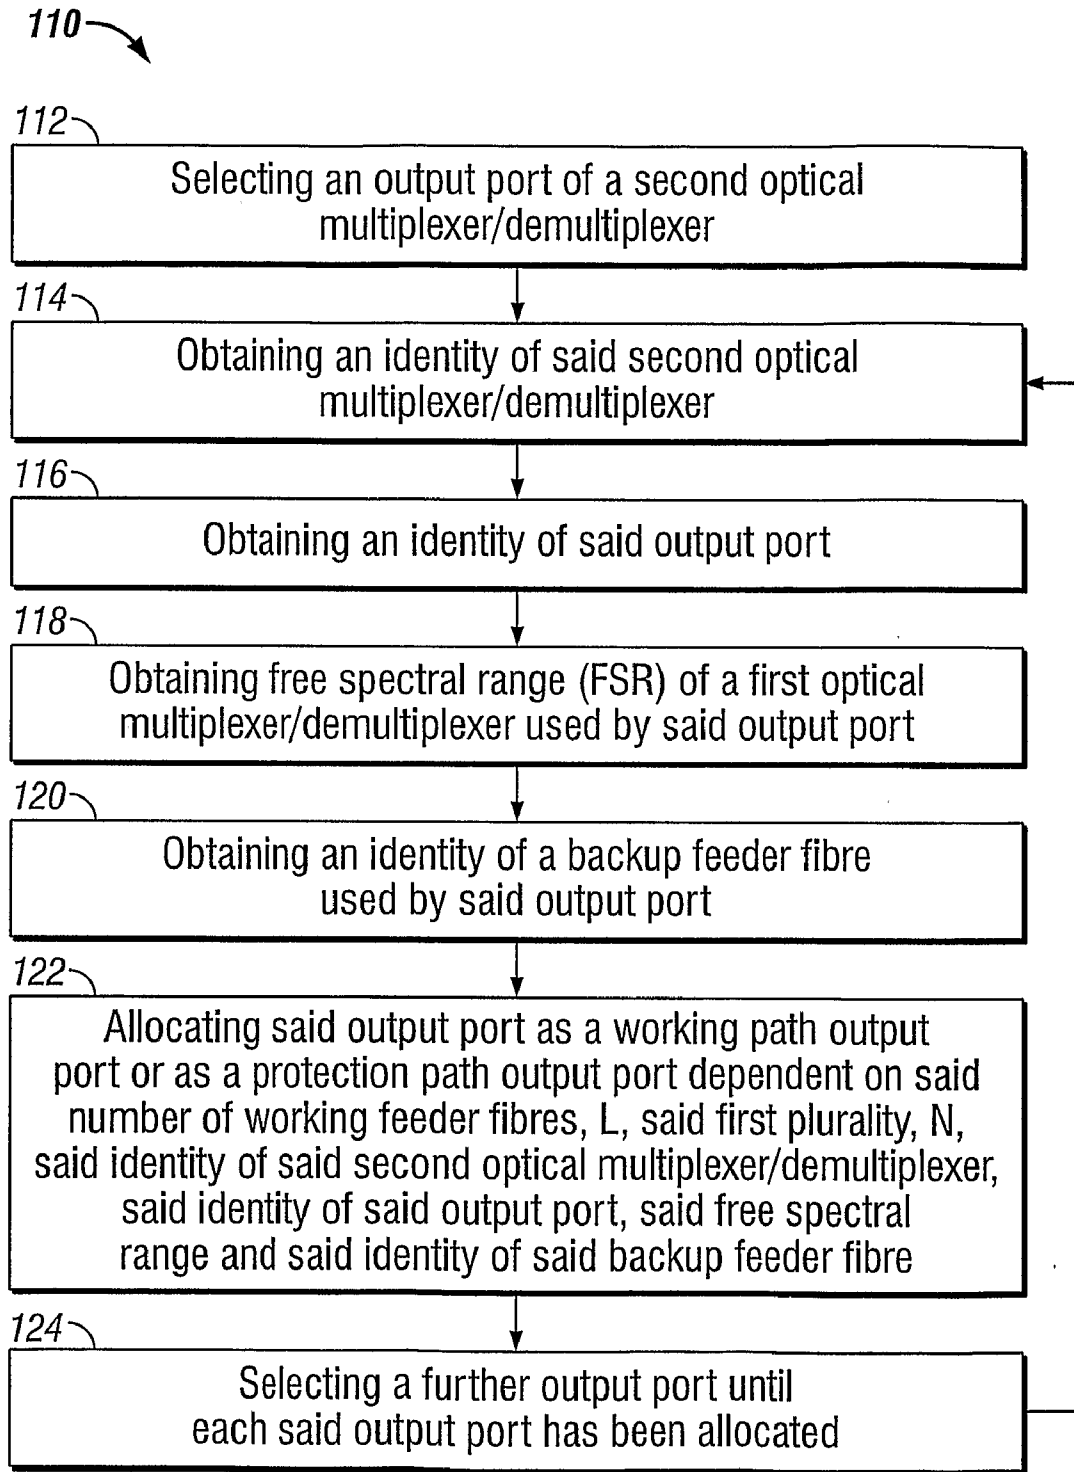 110
112
Selecting an output port of a second optical
multiplexer/demultiplexer
114
Obtaining an identity of said second optical
multiplexer/demultiplexer
116
Obtaining an identity of said output port
118
Obtaining free spectral range (FSR) of a first optical
multiplexer/demultiplexer used by said output port
120
Obtaining an identity of a backup feeder fibre
used by said output port
122
Allocating said output port as a working path output
port or as a protection path output port dependent on said
number of working feeder fibres, L, said first plurality, N,
said identity of said second optical multiplexer/demultiplexer,
said identity of said output port, said free spectral
range and said identity of said backup feeder fibre
124
Selecting a further output port until
each said output port has been allocated